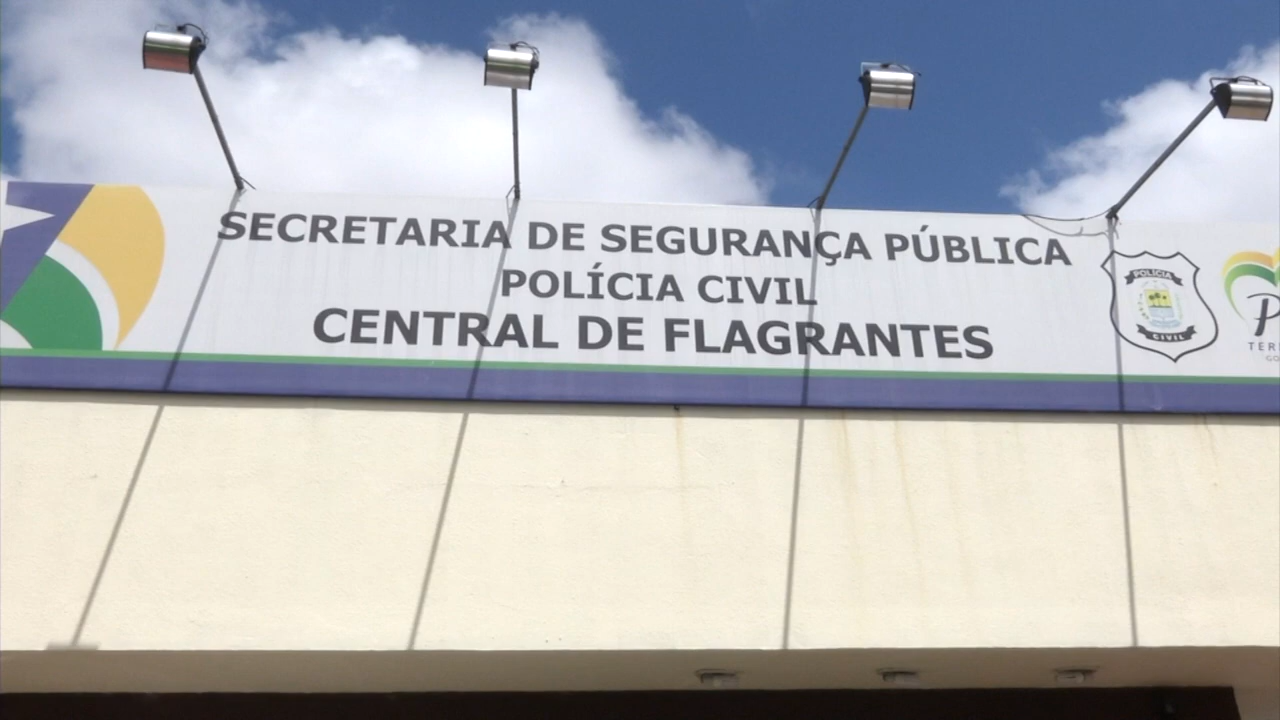 SECRETARIA DE SEGURANÇA PÚBLICA
POLÍCIA CIVIL
CENTRAL DE FLAGRANTES
POLÍCIA
CIVIL